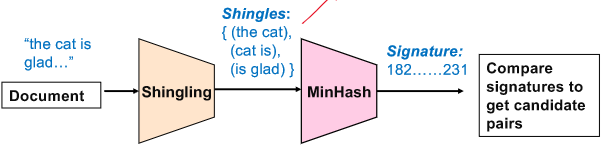 “the cat is
glad…”
Document
Shingling
Shingles:
{ (the cat),
(cat is),
(is glad) }
MinHash
Signature:
182……231
Compare
signatures to
get candidate
pairs